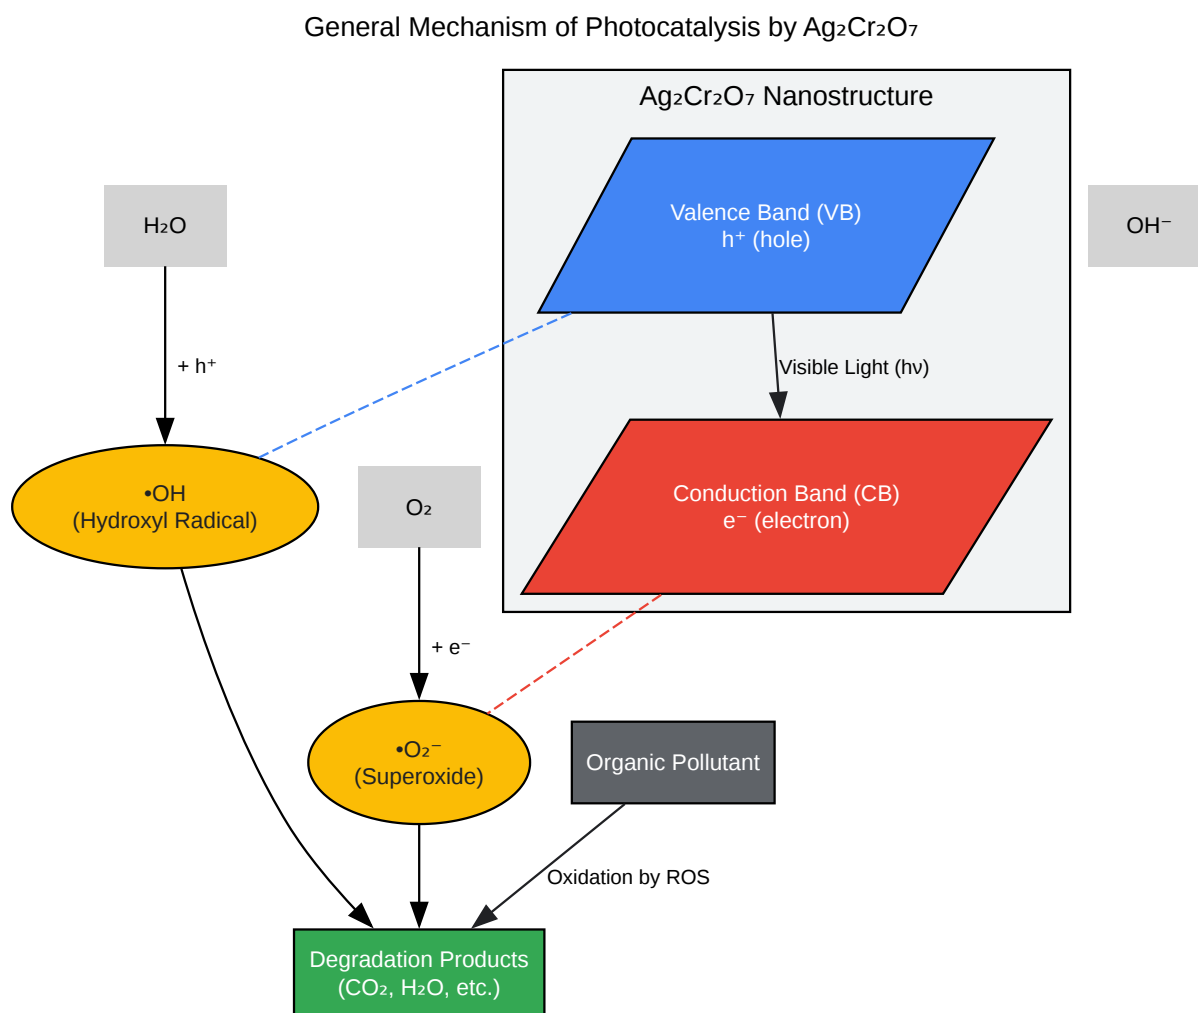 General Mechanism of Photocatalysis by Ag₂Cr₂O₇
Ag₂Cr₂O₇ Nanostructure
Valence Band (VB)
h⁺ (hole)
H₂O
OH⁻
+ h⁺
Visible Light (hν)
•OH
(Hydroxyl Radical)
O₂
Conduction Band (CB)
e⁻ (electron)
+ e⁻
•O₂⁻
(Superoxide)
Organic Pollutant
Oxidation by ROS
Degradation Products
(CO₂, H₂O, etc.)